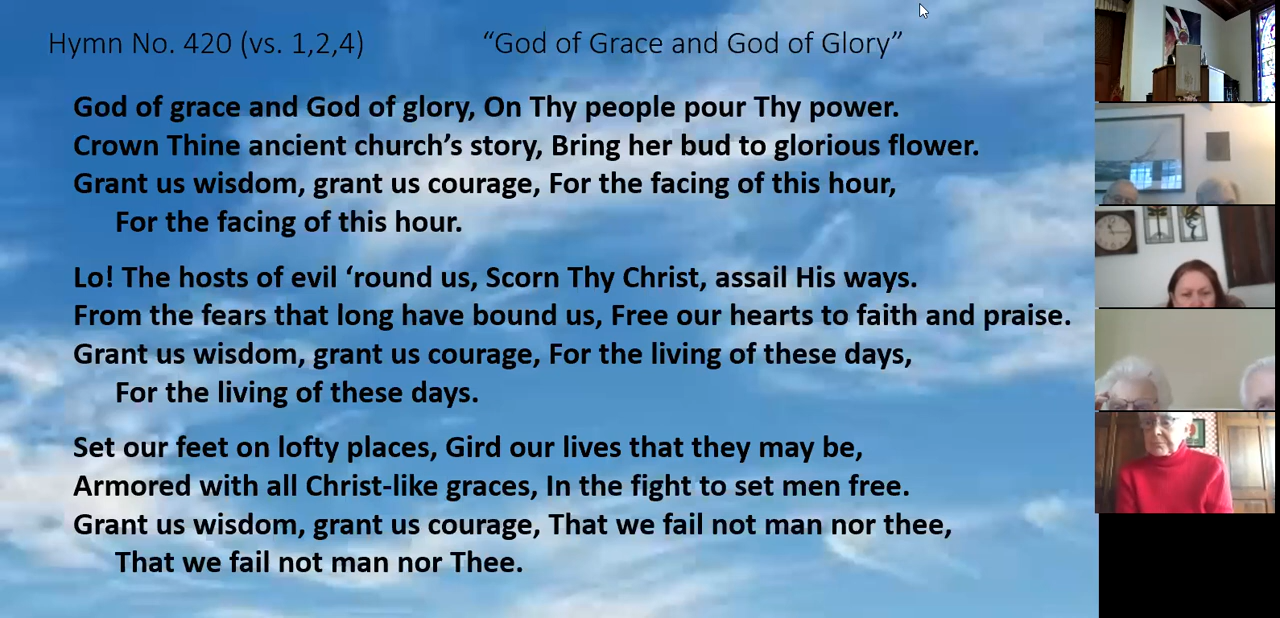 Hymn No. 420 (vs. 1,2,4) “God of Grace and God of Glory”
God of grace and God of glory, On Thy people pour Thy power.
Crown Thine ancient church’s story, Bring her bud to glorious flower.
Grant us wisdom, grant us courage, For the facing of this hour,
For the facing of this hour.
Lo! The hosts of evil ‘round us, Scorn Thy Christ, assail His ways.
From the fears that long have bound us, Free our hearts to faith and praise.
Grant us wisdom, grant us courage, For the living of these days,
For the living of these days.
Set our feet on lofty places, Gird our lives that they may be,
Armored with all Christ-like graces, In the fight to set men free.
Grant us wisdom, grant us courage, That we fail not man nor thee,
That we fail not man nor Thee.